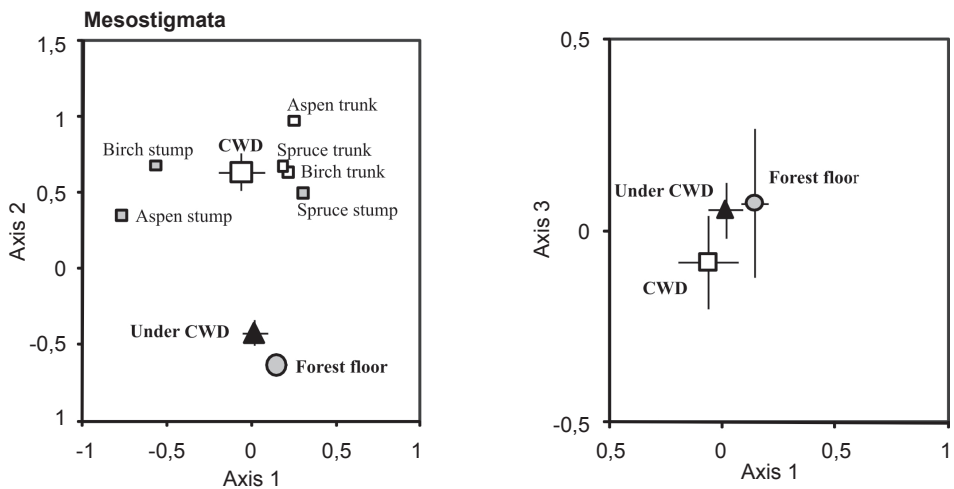 Mesostigmata
1,5
1
0,5
0
-0,5
1
Axis 2
Aspen trunk
CWD
Birch stump
Spruce trunk
Birch trunk
Aspen stump
Spruce stump
Under CWD
Forest floor
-1
-0,5
0
0,5
1
Axis 1
0,5
0
-0,5
Axis 3
Under CWD
Forest floor
CWD
0,5
0
0,5
1
Axis 1